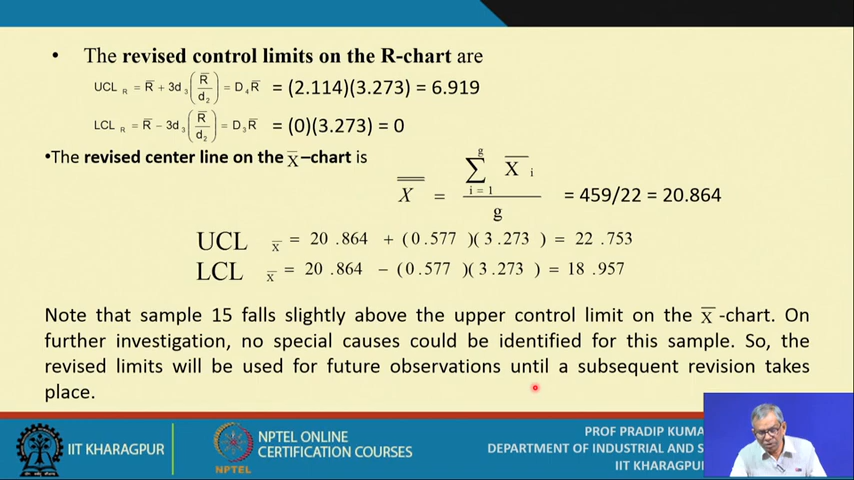 • The revised control limits on the R-chart are
UCL R = R̅ + 3d₃(R̅/d₂) = D₄R̅ = (2.114)(3.273) = 6.919
LCL R = R̅ − 3d₃(R̅/d₂) = D₃R̅ = (0)(3.273) = 0
•The revised center line on the X̅–chart is
X̿ = ∑ᵢ₌₁ᵍ X̅ᵢ / g = 459/22 = 20.864
UCL X̅ = 20 .864 + ( 0.577 )( 3 .273 ) = 22 .753
LCL X̅ = 20 .864 − ( 0.577 )( 3 .273 ) = 18 .957
Note that sample 15 falls slightly above the upper control limit on the X̅ -chart. On
further investigation, no special causes could be identified for this sample. So, the
revised limits will be used for future observations until a subsequent revision takes
place.
IIT KHARAGPUR
NPTEL
NPTEL ONLINE
CERTIFICATION COURSES
PROF PRADIP
DEPARTMENT OF INDUSTRIAL AND
IIT KHARAGPUR